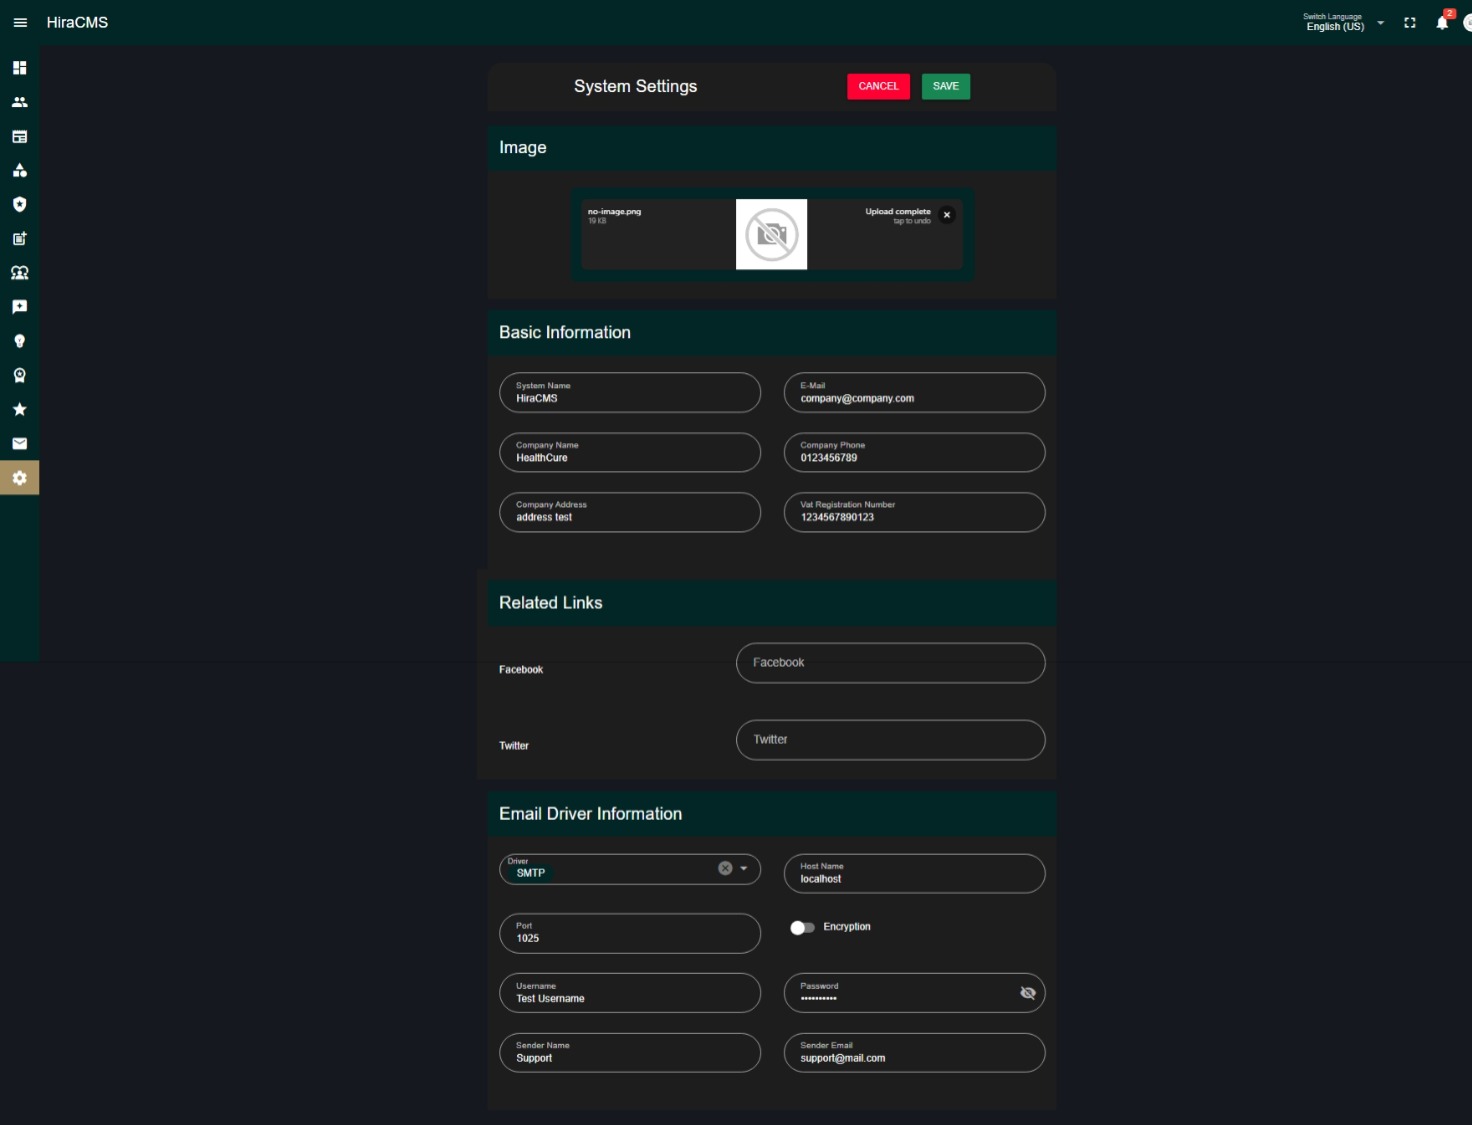 HiraCMS
Switch Language
English (US)
2
System Settings
CANCEL
SAVE
Image
no-image.png
19 KB
Upload complete
tap to undo
Basic Information
System Name
HiraCMS
E-Mail
company@company.com
Company Name
HealthCure
Company Phone
0123456789
Company Address
address test
Vat Registration Number
1234567890123
Related Links
Facebook
Facebook
Twitter
Twitter
Email Driver Information
Driver
SMTP
Host Name
localhost
Port
1025
Encryption
Username
Test Username
Password
••••••••••
Sender Name
Support
Sender Email
support@mail.com